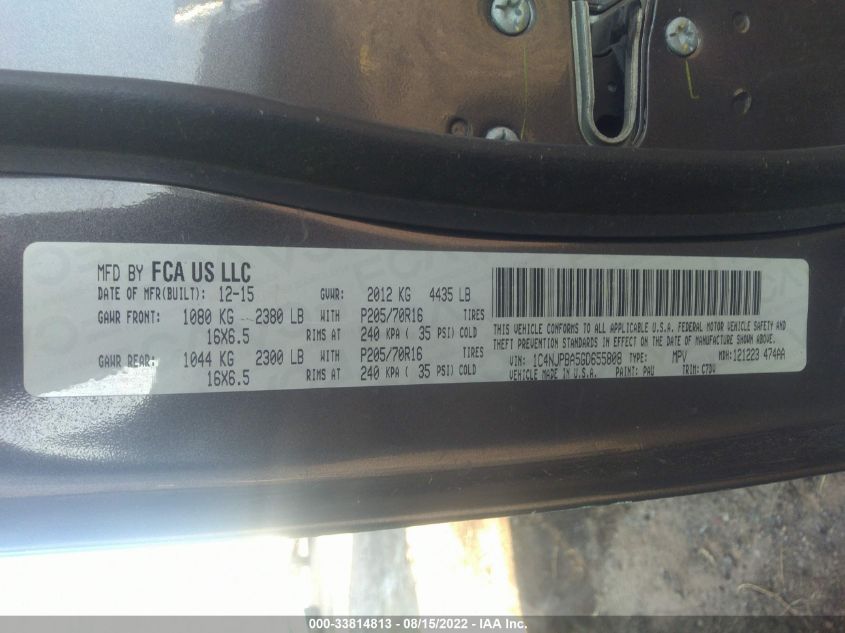 MFD BY FCA US LLC
DATE OF MFR(BUILT): 12-15 GVWR: 2012 KG 4435 LB
GAWR FRONT: 1080 KG 2380 LB WITH P205/70R16 TIRES
16X6.5 RIMS AT 240 KPA ( 35 PSI) COLD
GAWR REAR: 1044 KG 2300 LB WITH P205/70R16 TIRES
16X6.5 RIMS AT 240 KPA ( 35 PSI) COLD
THIS VEHICLE CONFORMS TO ALL APPLICABLE U.S.A. FEDERAL MOTOR VEHICLE SAFETY AND
THEFT PREVENTION STANDARDS IN EFFECT ON THE DATE OF MANUFACTURE SHOWN ABOVE.
VIN: 1C4NJPBA5GD655808 TYPE: MPV MDH: 121223 474AA
VEHICLE MADE IN U.S.A. PAINT: PAU TRIM:
000-33814813 - 08/15/2022 - IAA Inc.